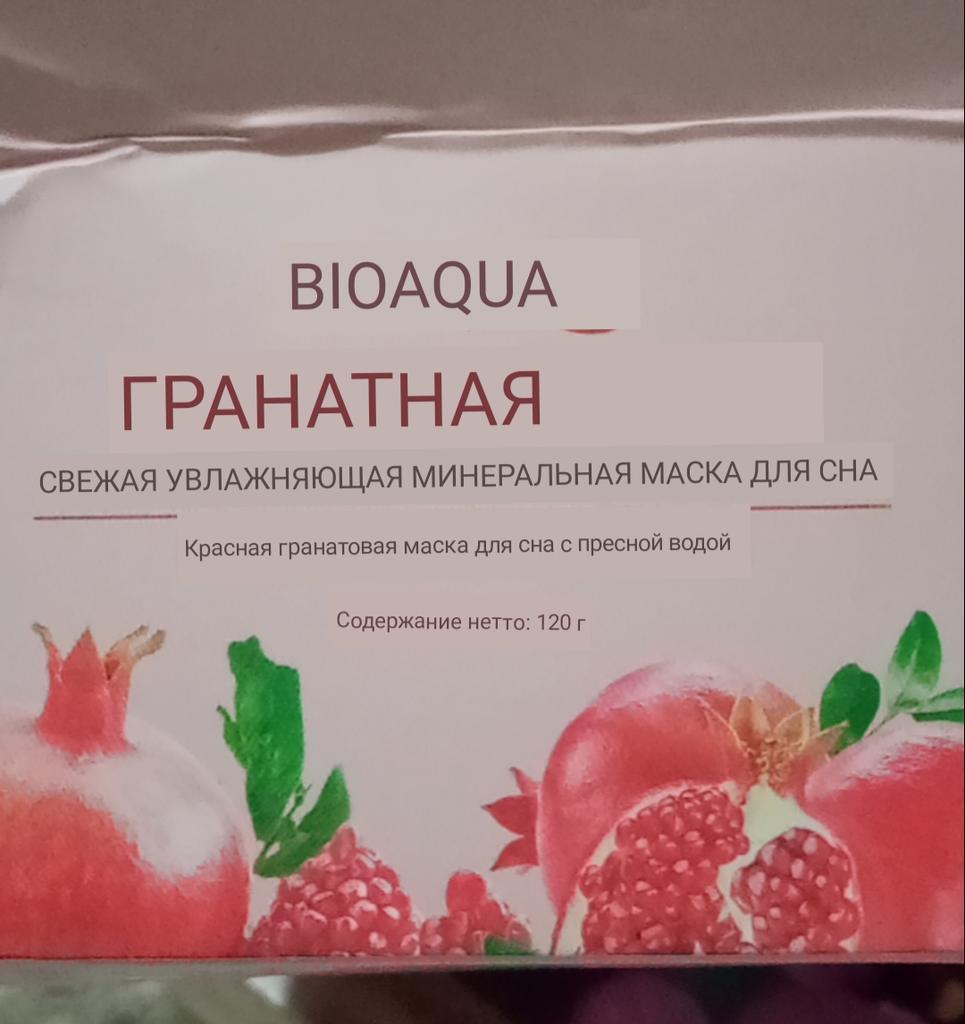 BIOAQUA
ГРАНАТНАЯ
СВЕЖАЯ УВЛАЖНЯЮЩАЯ МИНЕРАЛЬНАЯ МАСКА ДЛЯ СНА
Красная гранатовая маска для сна с пресной водой
Содержание нетто: 120 г